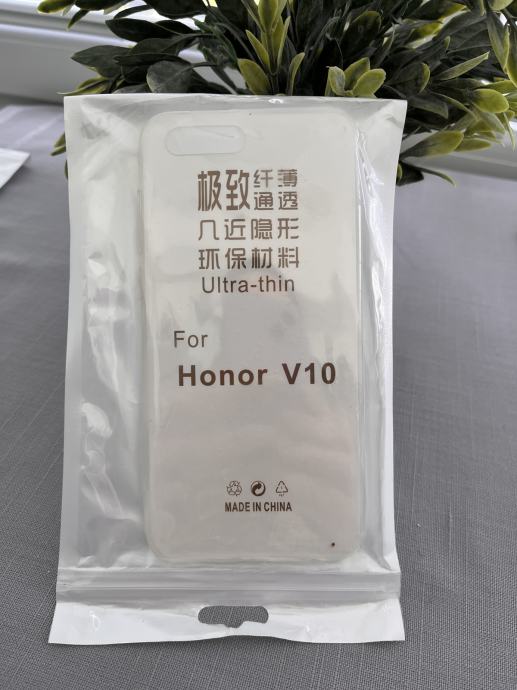 极致纤薄通透
几近隐形
环保材料
Ultra-thin
For
Honor V10
MADE IN CHINA